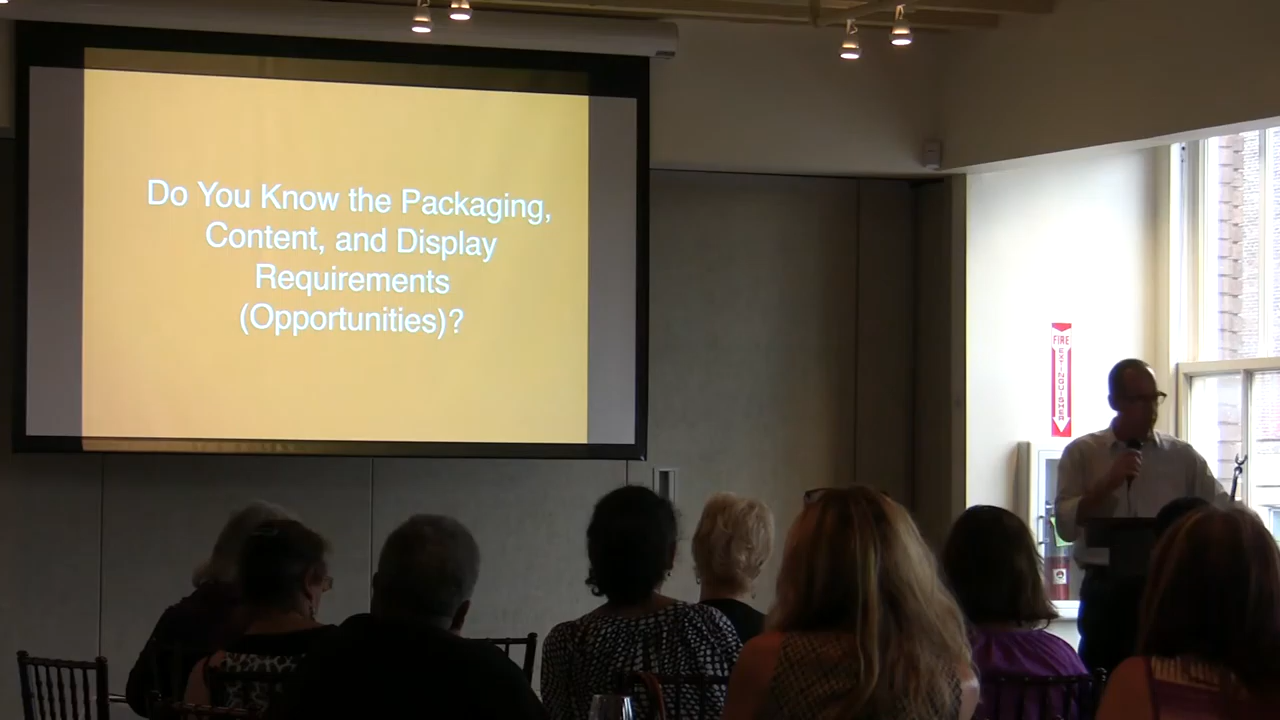 Do You Know the Packaging,
Content, and Display
Requirements
(Opportunities)?
FIRE
EXTINGUISHER